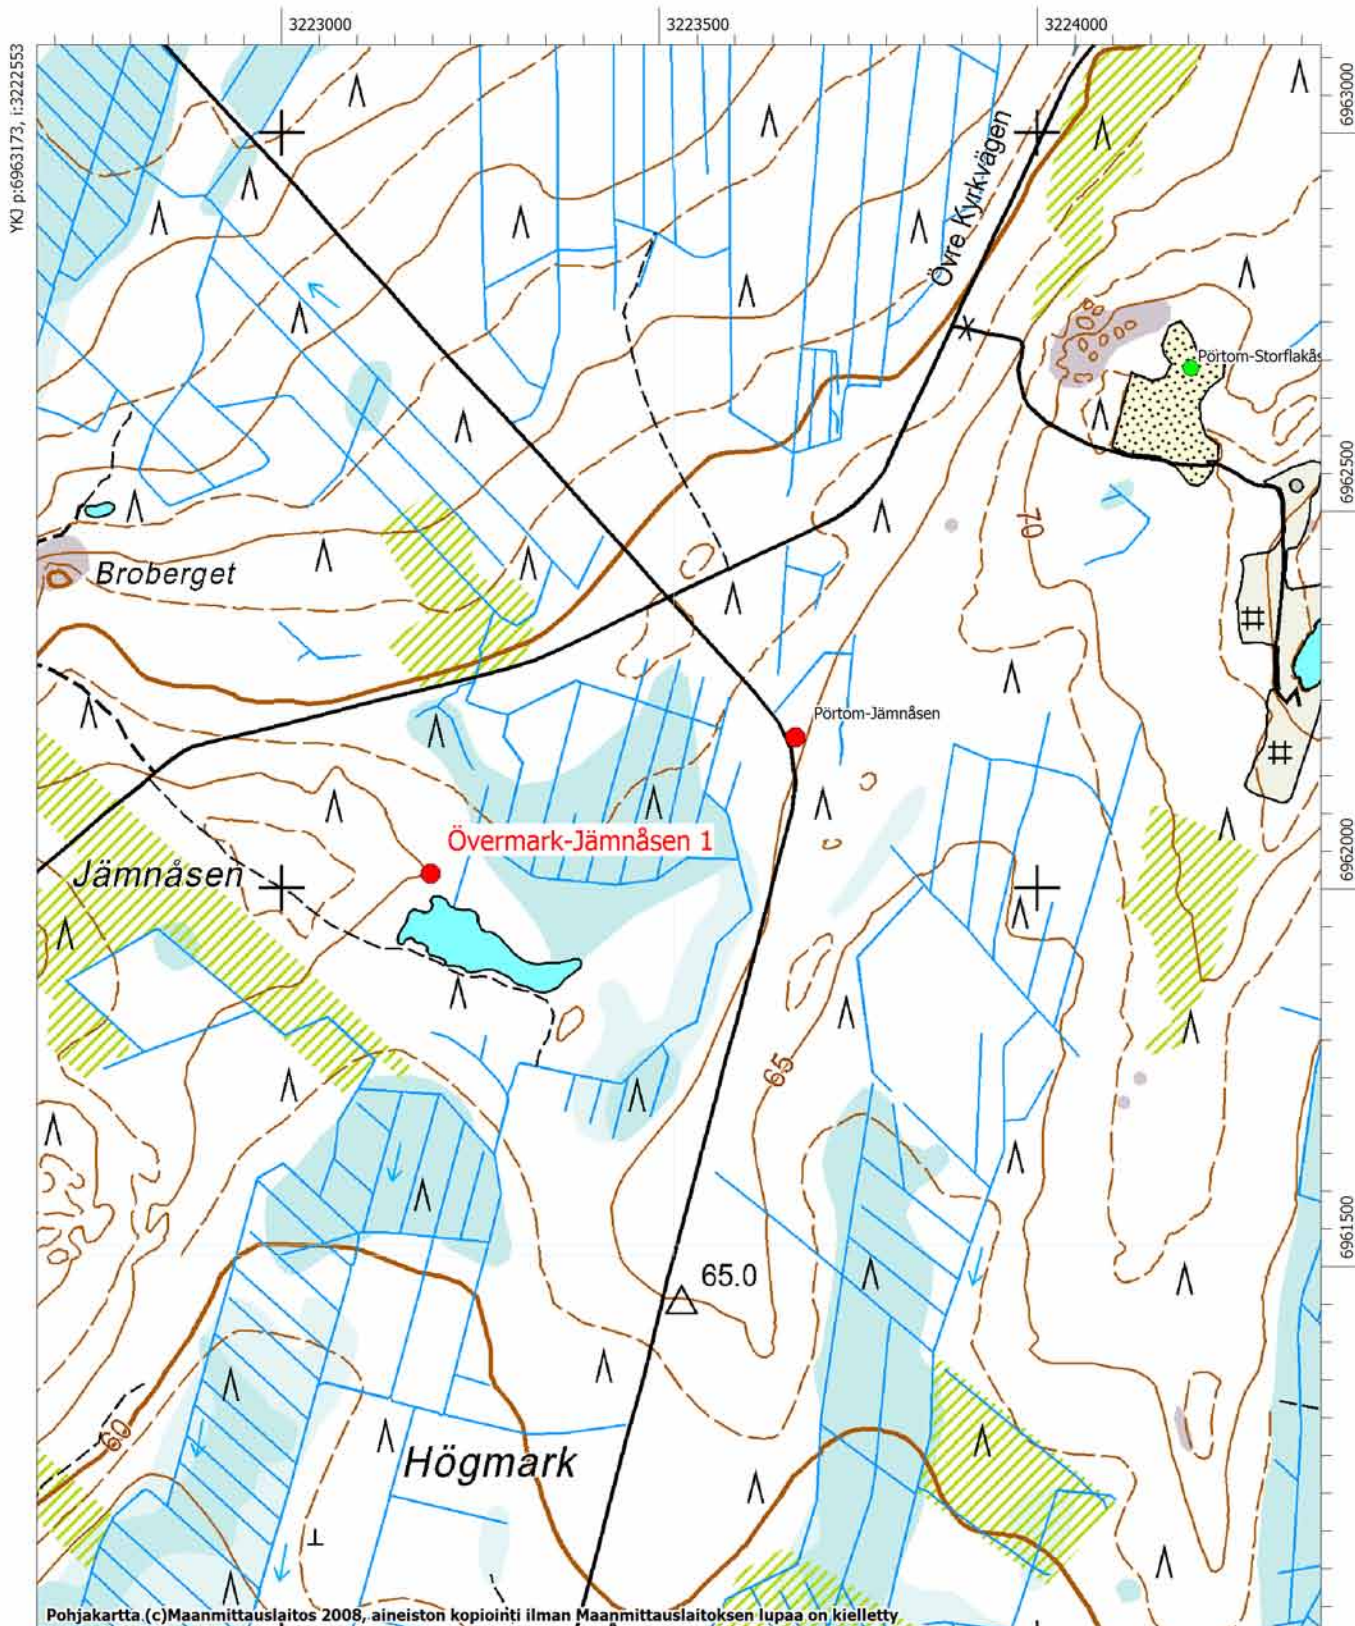 3223000
3223500
3224000
YKJ p:6963173, i:3222553
6963000
Övre Kyrkvägen
Pörtom-Storflakås
6962500
70
Broberget
Pörtom-Jämnåsen
Övermark-Jämnåsen 1
6962000
Jämnåsen
65
6961500
65.0
60
Högmark
Pohjakartta (c)Maanmittauslaitos 2008, aineiston kopiointi ilman Maanmittauslaitoksen lupaa on kielletty